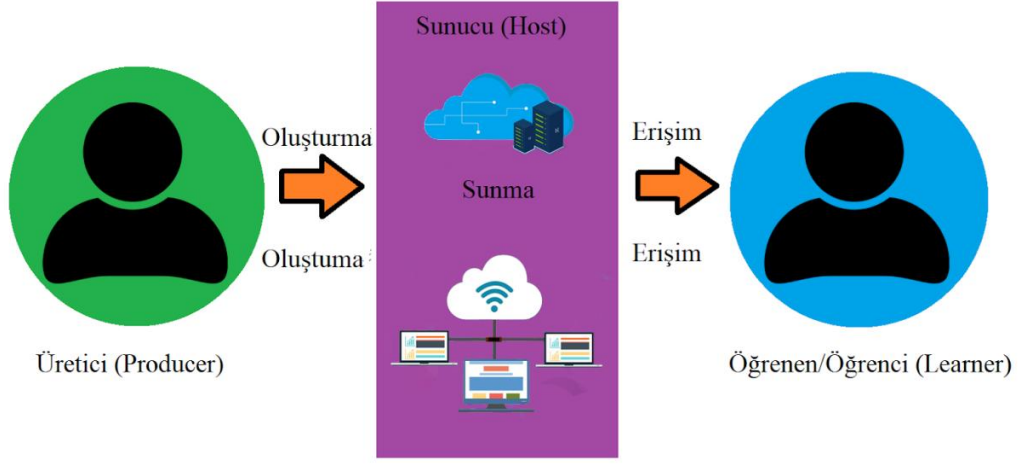 Sunucu (Host)
Oluşturma
Erişim
Sunma
Oluştuma
Erişim
Üretici (Producer)
Öğrenen/Öğrenci (Learner)